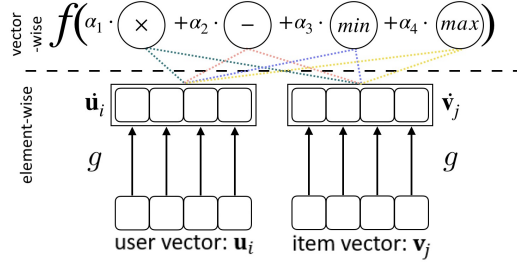 vector
-wise
f(α₁ · × +α₂ · − +α₃ · min +α₄ · max)
element-wise
u̇ᵢ v̇ⱼ
g g
user vector: uᵢ item vector: vⱼ